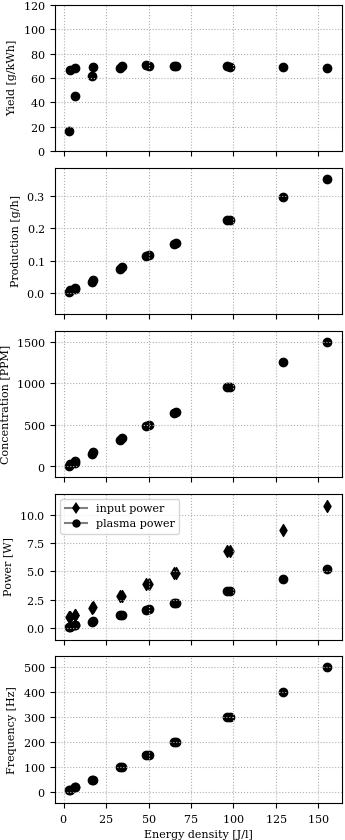 120
100
80
60
40
20
0
Yield [g/kWh]
0.3
0.2
0.1
0.0
Production [g/h]
1500
1000
500
0
Concentration [PPM]
input power
plasma power
10.0
7.5
5.0
2.5
0.0
Power [W]
500
400
300
200
100
0
Frequency [Hz]
0 25 50 75 100 125 150
Energy density [J/l]